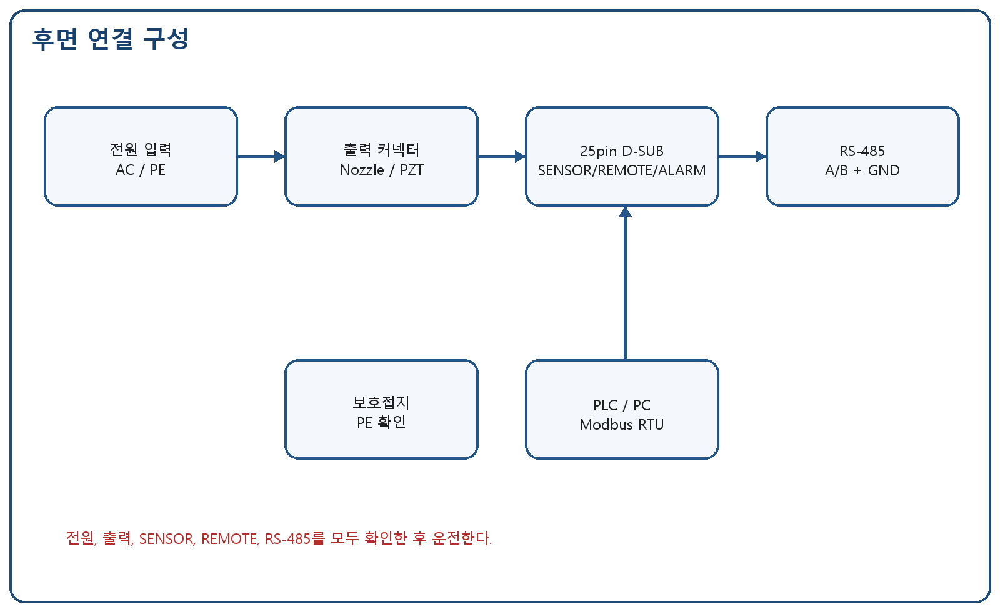 후면 연결 구성
전원 입력
AC / PE
출력 커넥터
Nozzle / PZT
25pin D-SUB
SENSOR/REMOTE/ALARM
RS-485
A/B + GND
보호접지
PE 확인
PLC / PC
Modbus RTU
전원, 출력, SENSOR, REMOTE, RS-485를 모두 확인한 후 운전한다.